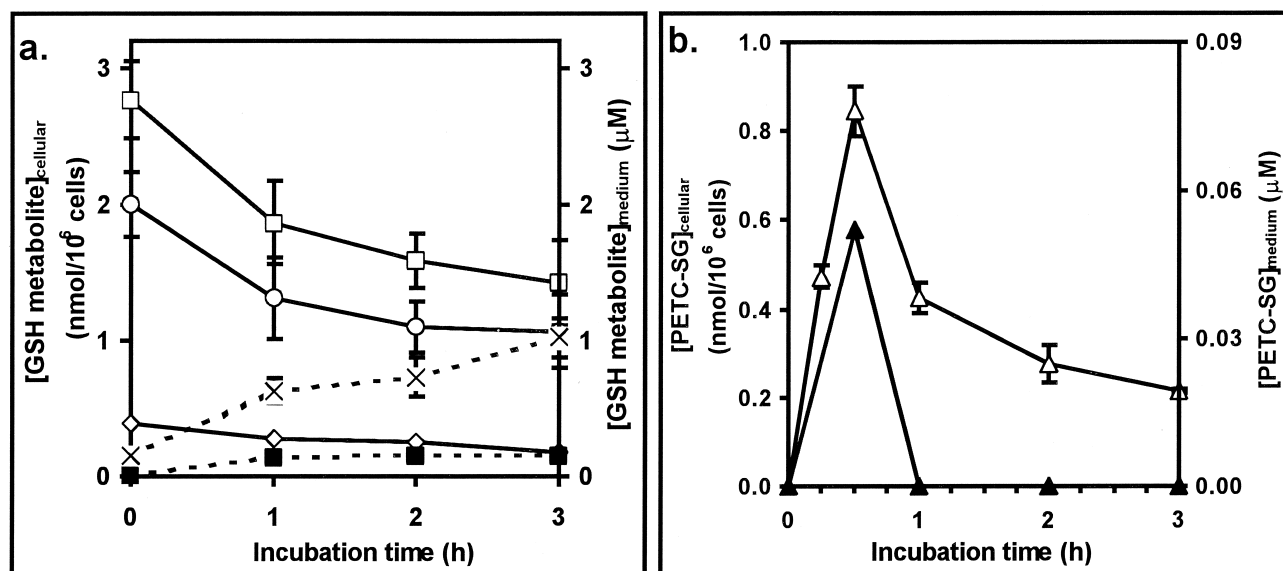 a.
[GSH metabolite]cellular
(nmol/10⁶ cells)
3
2
1
0
3
2
1
0
[GSH metabolite]medium (μM)
0 1 2 3
Incubation time (h)
b.
[PETC-SG]cellular
(nmol/10⁶ cells)
1.0
0.8
0.6
0.4
0.2
0.0
0.09
0.06
0.03
0.00
[PETC-SG]medium (μM)
0 1 2 3
Incubation time (h)